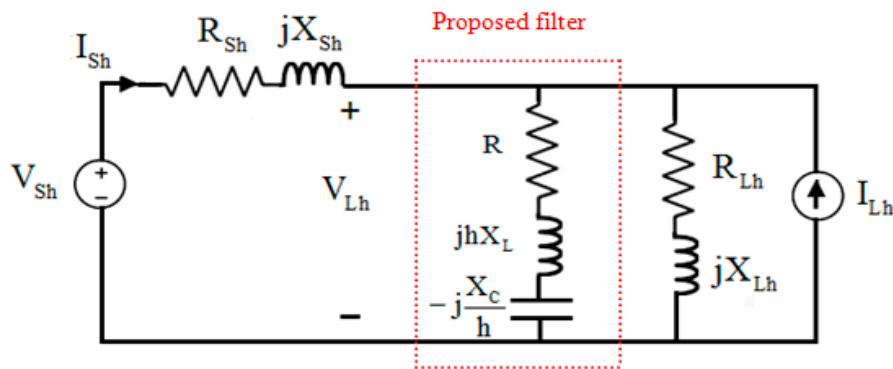 Proposed filter
I_Sh
R_Sh
jX_Sh
+
R
R_Lh
V_Sh
+
−
V_Lh
I_Lh
jhX_L
jX_Lh
−
−j X_C/h